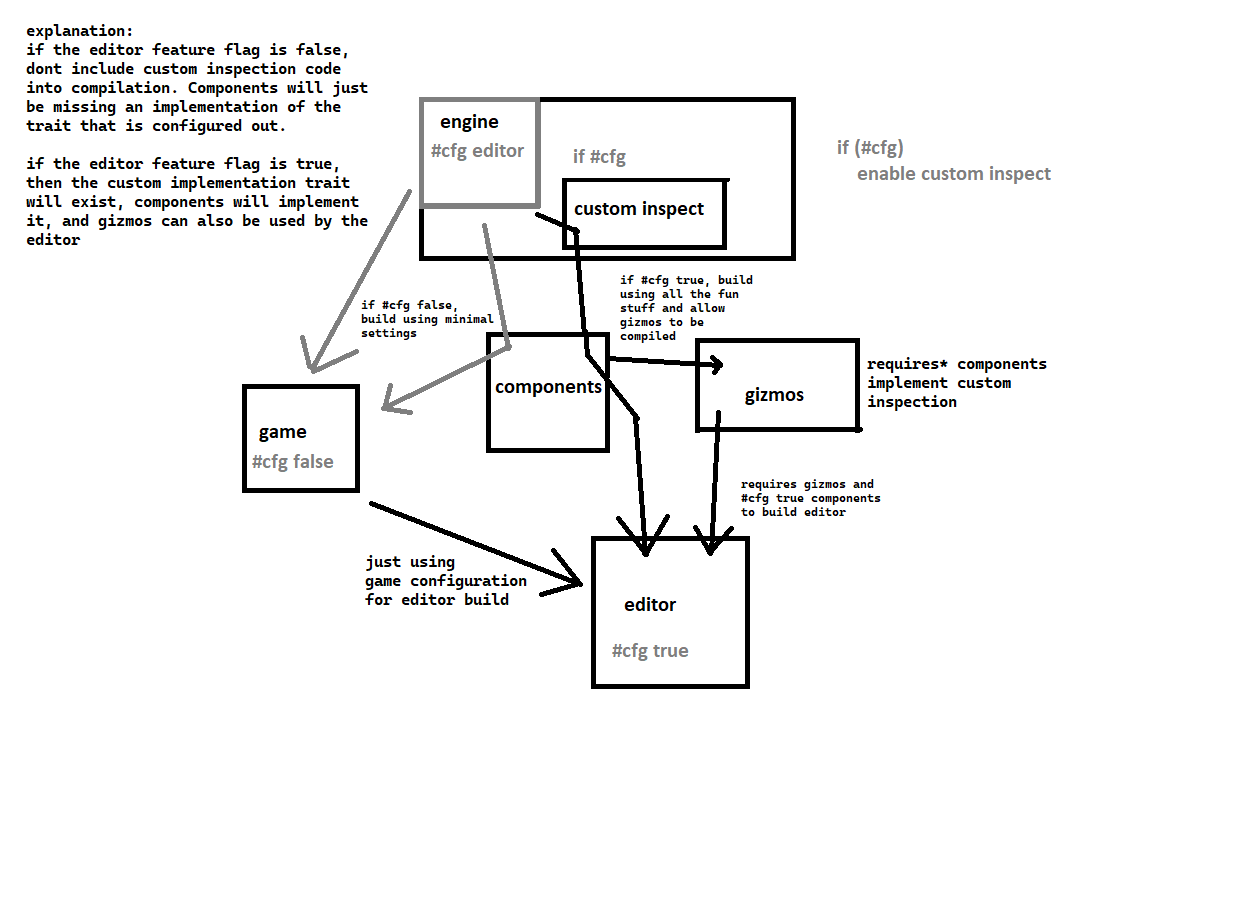 explanation:
if the editor feature flag is false,
dont include custom inspection code
into compilation. Components will just
be missing an implementation of the
trait that is configured out.
if the editor feature flag is true,
then the custom implementation trait
will exist, components will implement
it, and gizmos can also be used by the
editor
engine
#cfg editor
if #cfg
custom inspect
if (#cfg)
enable custom inspect
if #cfg false,
build using minimal
settings
if #cfg true, build
using all the fun
stuff and allow
gizmos to be
compiled
components
gizmos
requires* components
implement custom
inspection
game
#cfg false
requires gizmos and
#cfg true components
to build editor
just using
game configuration
for editor build
editor
#cfg true